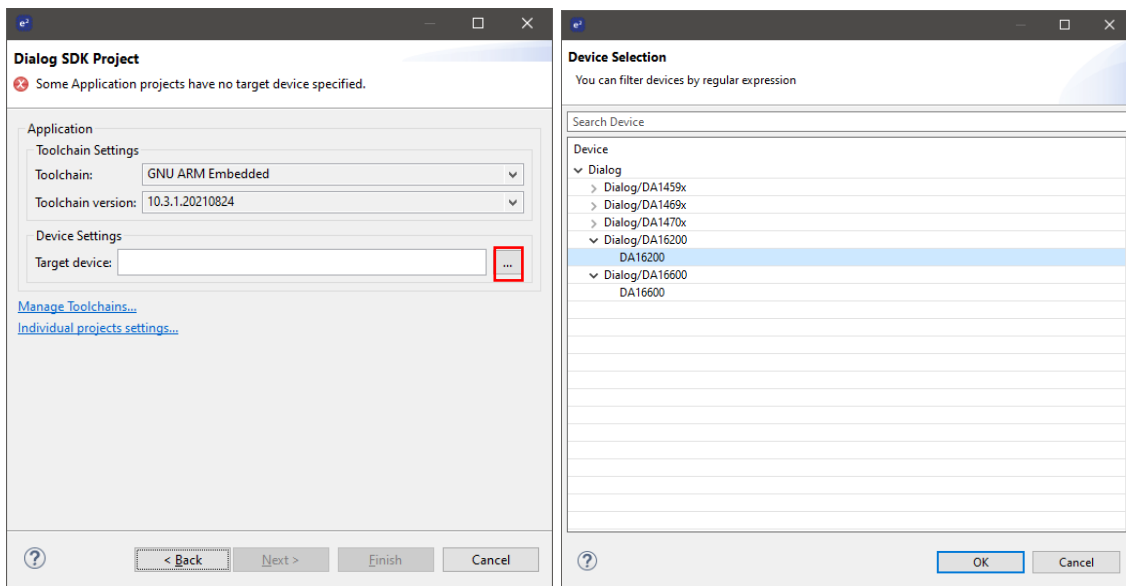 e²
Dialog SDK Project
Some Application projects have no target device specified.
Application
Toolchain Settings
Toolchain: GNU ARM Embedded
Toolchain version: 10.3.1.20210824
Device Settings
Target device: ...
Manage Toolchains...
Individual projects settings...
? < Back Next > Finish Cancel
e²
Device Selection
You can filter devices by regular expression
Search Device
Device
Dialog
Dialog/DA1459x
Dialog/DA1469x
Dialog/DA1470x
Dialog/DA16200
DA16200
Dialog/DA16600
DA16600
? OK Cancel